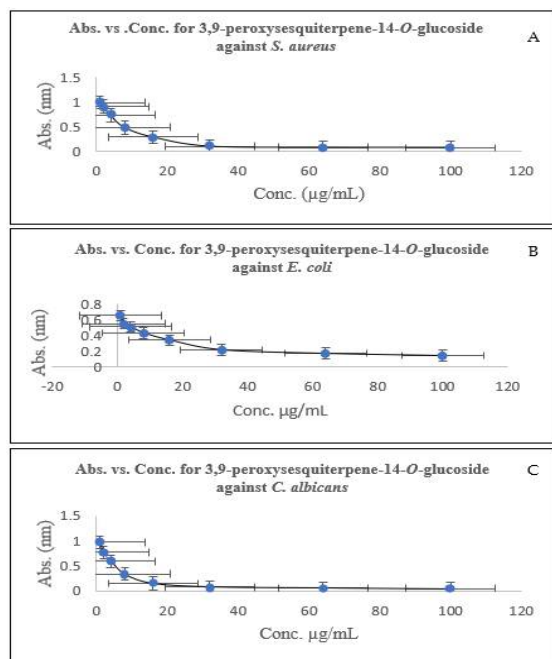 Abs. vs .Conc. for 3,9-peroxysesquiterpene-14-O-glucoside
against S. aureus
A
1.5
1
0.5
0
Abs. (nm)
0 20 40 60 80 100 120
Conc. (µg/mL)
Abs. vs. Conc. for 3,9-peroxysesquiterpene-14-O-glucoside
against E. coli
B
0.8
0.6
0.4
0.2
0
Abs. (nm)
-20 0 20 40 60 80 100 120
Conc. µg/mL
Abs. vs. Conc. for 3,9-peroxysesquiterpene-14-O-glucoside
against C. albicans
C
1.5
1
0.5
0
Abs. (nm)
0 20 40 60 80 100 120
Conc. µg/mL